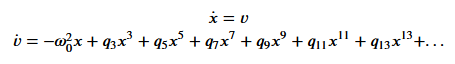 ẋ = υ
υ̇ = −ω₀²x + q₃x³ + q₅x⁵ + q₇x⁷ + q₉x⁹ + q₁₁x¹¹ + q₁₃x¹³+…